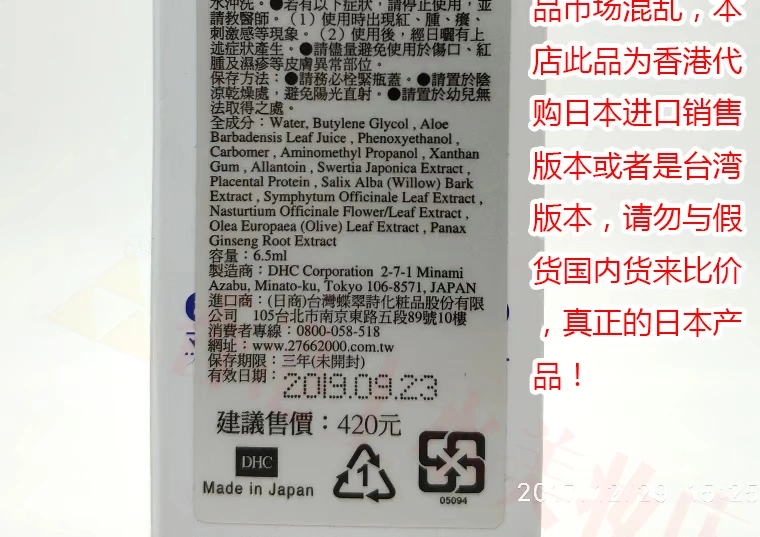 水沖洗。●若有以下症狀，請停止使用，並
請教醫師。（1）使用時出現紅、腫、癢、
刺激感等現象。（2）使用後，經日曬有上
述症狀產生。●請儘量避免使用於傷口、紅
腫及濕疹等皮膚異常部位。
保存方法：●請務必栓緊瓶蓋。●請置於陰
涼乾燥處，避免陽光直射。●請置於幼兒無
法取得之處。
全成分：Water, Butylene Glycol , Aloe
Barbadensis Leaf Juice , Phenoxyethanol ,
Carbomer , Aminomethyl Propanol , Xanthan
Gum , Allantoin , Swertia Japonica Extract ,
Placental Protein , Salix Alba (Willow) Bark
Extract , Symphytum Officinale Leaf Extract ,
Nasturtium Officinale Flower/Leaf Extract ,
Olea Europaea (Olive) Leaf Extract , Panax
Ginseng Root Extract
容量：6.5ml
製造商：DHC Corporation 2-7-1 Minami
Azabu, Minato-ku, Tokyo 106-8571, JAPAN
進口商：(日商)台灣蝶翠詩化粧品股份有限
公司 105台北市南京東路五段89號10樓
消費者專線：0800-058-518
網址：www.27662000.com.tw
保存期限：三年(未開封)
有效日期：2019.09.23
建議售價：420元
DHC
Made in Japan
1
05094
品市场混乱，本
店此品为香港代
购日本进口销售
版本或者是台湾
版本，请勿与假
货国内货来比价
，真正的日本产
品！
2017.12.29 15:25